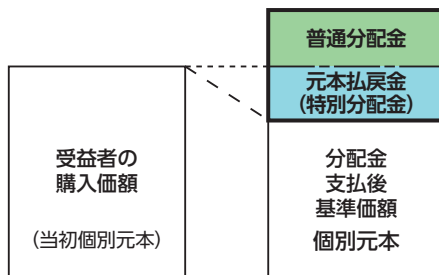 普通分配金
元本払戻金
(特別分配金)
受益者の
購入価額
(当初個別元本)
分配金
支払後
基準価額
個別元本